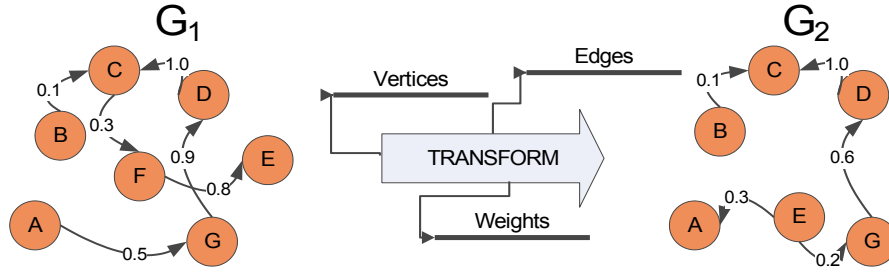 G1
C
1.0
0.1
D
B
0.3
0.9
F
E
0.8
A
G
0.5
Vertices
Edges
TRANSFORM
Weights
G2
C
1.0
0.1
D
B
0.6
0.3
A
E
G
0.2